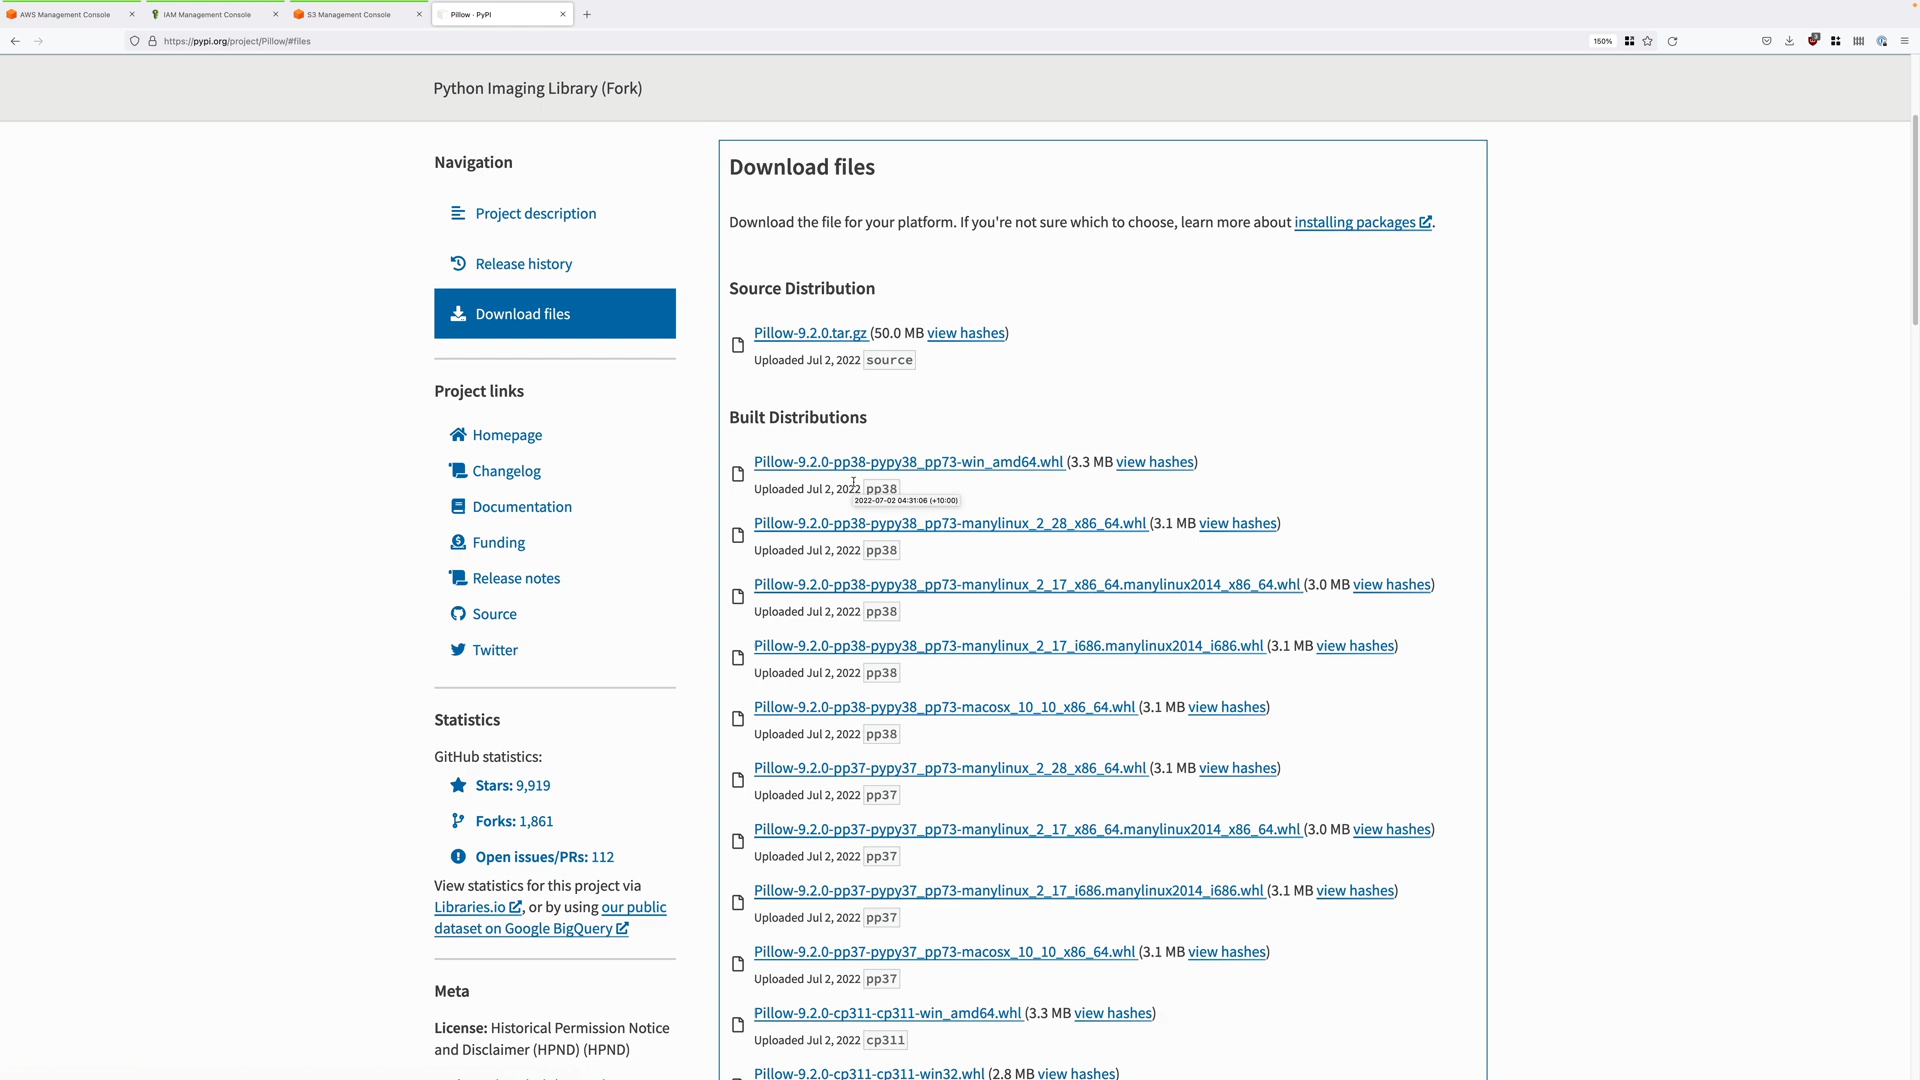 AWS Management Console
IAM Management Console
S3 Management Console
Pillow · PyPI
https://pypi.org/project/Pillow/#files
150%
Python Imaging Library (Fork)
Navigation
Project description
Release history
Download files
Project links
Homepage
Changelog
Documentation
Funding
Release notes
Source
Twitter
Statistics
GitHub statistics:
Stars: 9,919
Forks: 1,861
Open issues/PRs: 112
View statistics for this project via
Libraries.io, or by using our public
dataset on Google BigQuery
Meta
License: Historical Permission Notice
and Disclaimer (HPND) (HPND)
Download files
Download the file for your platform. If you're not sure which to choose, learn more about installing packages.
Source Distribution
Pillow-9.2.0.tar.gz (50.0 MB view hashes)
Uploaded Jul 2, 2022 source
Built Distributions
Pillow-9.2.0-pp38-pypy38_pp73-win_amd64.whl (3.3 MB view hashes)
Uploaded Jul 2, 2022 pp38
2022-07-02 04:31:06 (+10:00)
Pillow-9.2.0-pp38-pypy38_pp73-manylinux_2_28_x86_64.whl (3.1 MB view hashes)
Uploaded Jul 2, 2022 pp38
Pillow-9.2.0-pp38-pypy38_pp73-manylinux_2_17_x86_64.manylinux2014_x86_64.whl (3.0 MB view hashes)
Uploaded Jul 2, 2022 pp38
Pillow-9.2.0-pp38-pypy38_pp73-manylinux_2_17_i686.manylinux2014_i686.whl (3.1 MB view hashes)
Uploaded Jul 2, 2022 pp38
Pillow-9.2.0-pp38-pypy38_pp73-macosx_10_10_x86_64.whl (3.1 MB view hashes)
Uploaded Jul 2, 2022 pp38
Pillow-9.2.0-pp37-pypy37_pp73-manylinux_2_28_x86_64.whl (3.1 MB view hashes)
Uploaded Jul 2, 2022 pp37
Pillow-9.2.0-pp37-pypy37_pp73-manylinux_2_17_x86_64.manylinux2014_x86_64.whl (3.0 MB view hashes)
Uploaded Jul 2, 2022 pp37
Pillow-9.2.0-pp37-pypy37_pp73-manylinux_2_17_i686.manylinux2014_i686.whl (3.1 MB view hashes)
Uploaded Jul 2, 2022 pp37
Pillow-9.2.0-pp37-pypy37_pp73-macosx_10_10_x86_64.whl (3.1 MB view hashes)
Uploaded Jul 2, 2022 pp37
Pillow-9.2.0-cp311-cp311-win_amd64.whl (3.3 MB view hashes)
Uploaded Jul 2, 2022 cp311
Pillow-9.2.0-cp311-cp311-win32.whl (2.8 MB view hashes)